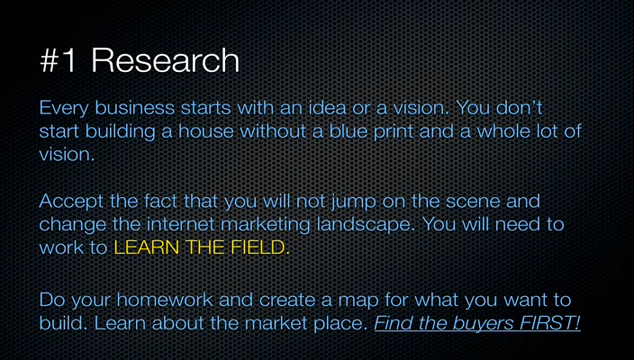 #1 Research
Every business starts with an idea or a vision. You don't
start building a house without a blue print and a whole lot of
vision.
Accept the fact that you will not jump on the scene and
change the internet marketing landscape. You will need to
work to LEARN THE FIELD.
Do your homework and create a map for what you want to
build. Learn about the market place. Find the buyers FIRST!